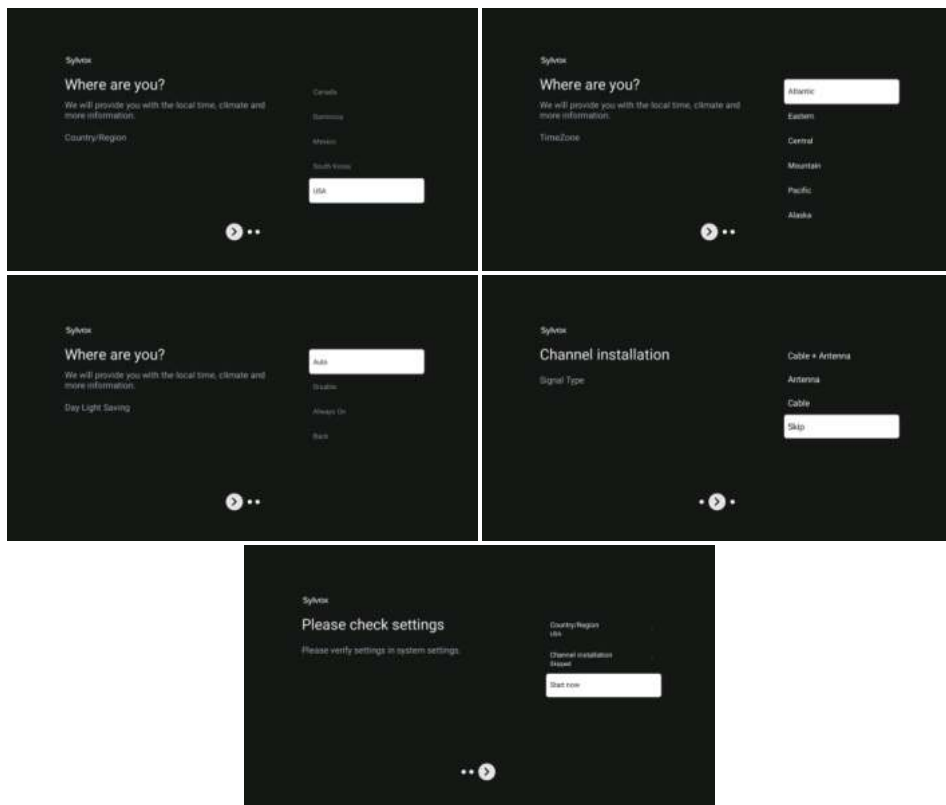 Sylvox
Where are you?
We will provide you with the local time, climate and
more information.
Country/Region
Canada
Dominica
Mexico
South Korea
USA
Sylvox
Where are you?
We will provide you with the local time, climate and
more information.
TimeZone
Atlantic
Eastern
Central
Mountain
Pacific
Alaska
Sylvox
Where are you?
We will provide you with the local time, climate and
more information.
Day Light Saving
Auto
Disable
Always On
Back
Sylvox
Channel installation
Signal Type
Cable + Antenna
Antenna
Cable
Skip
Sylvox
Please check settings
Please verify settings in system settings.
Country/Region
USA
Channel installation
Skipped
Start now